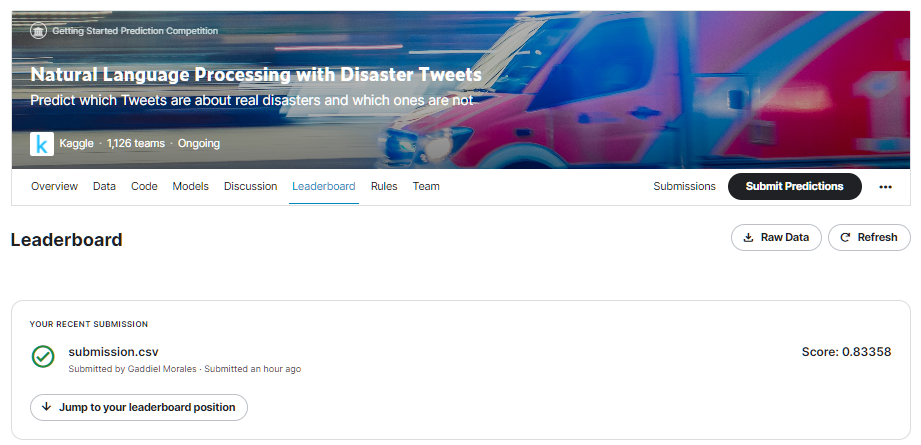 Getting Started Prediction Competition
Natural Language Processing with Disaster Tweets
Predict which Tweets are about real disasters and which ones are not
k
Kaggle · 1,126 teams · Ongoing
Overview Data Code Models Discussion Leaderboard Rules Team Submissions Submit Predictions •••
Leaderboard
Raw Data Refresh
YOUR RECENT SUBMISSION
submission.csv Score: 0.83358
Submitted by Gaddiel Morales · Submitted an hour ago
Jump to your leaderboard position